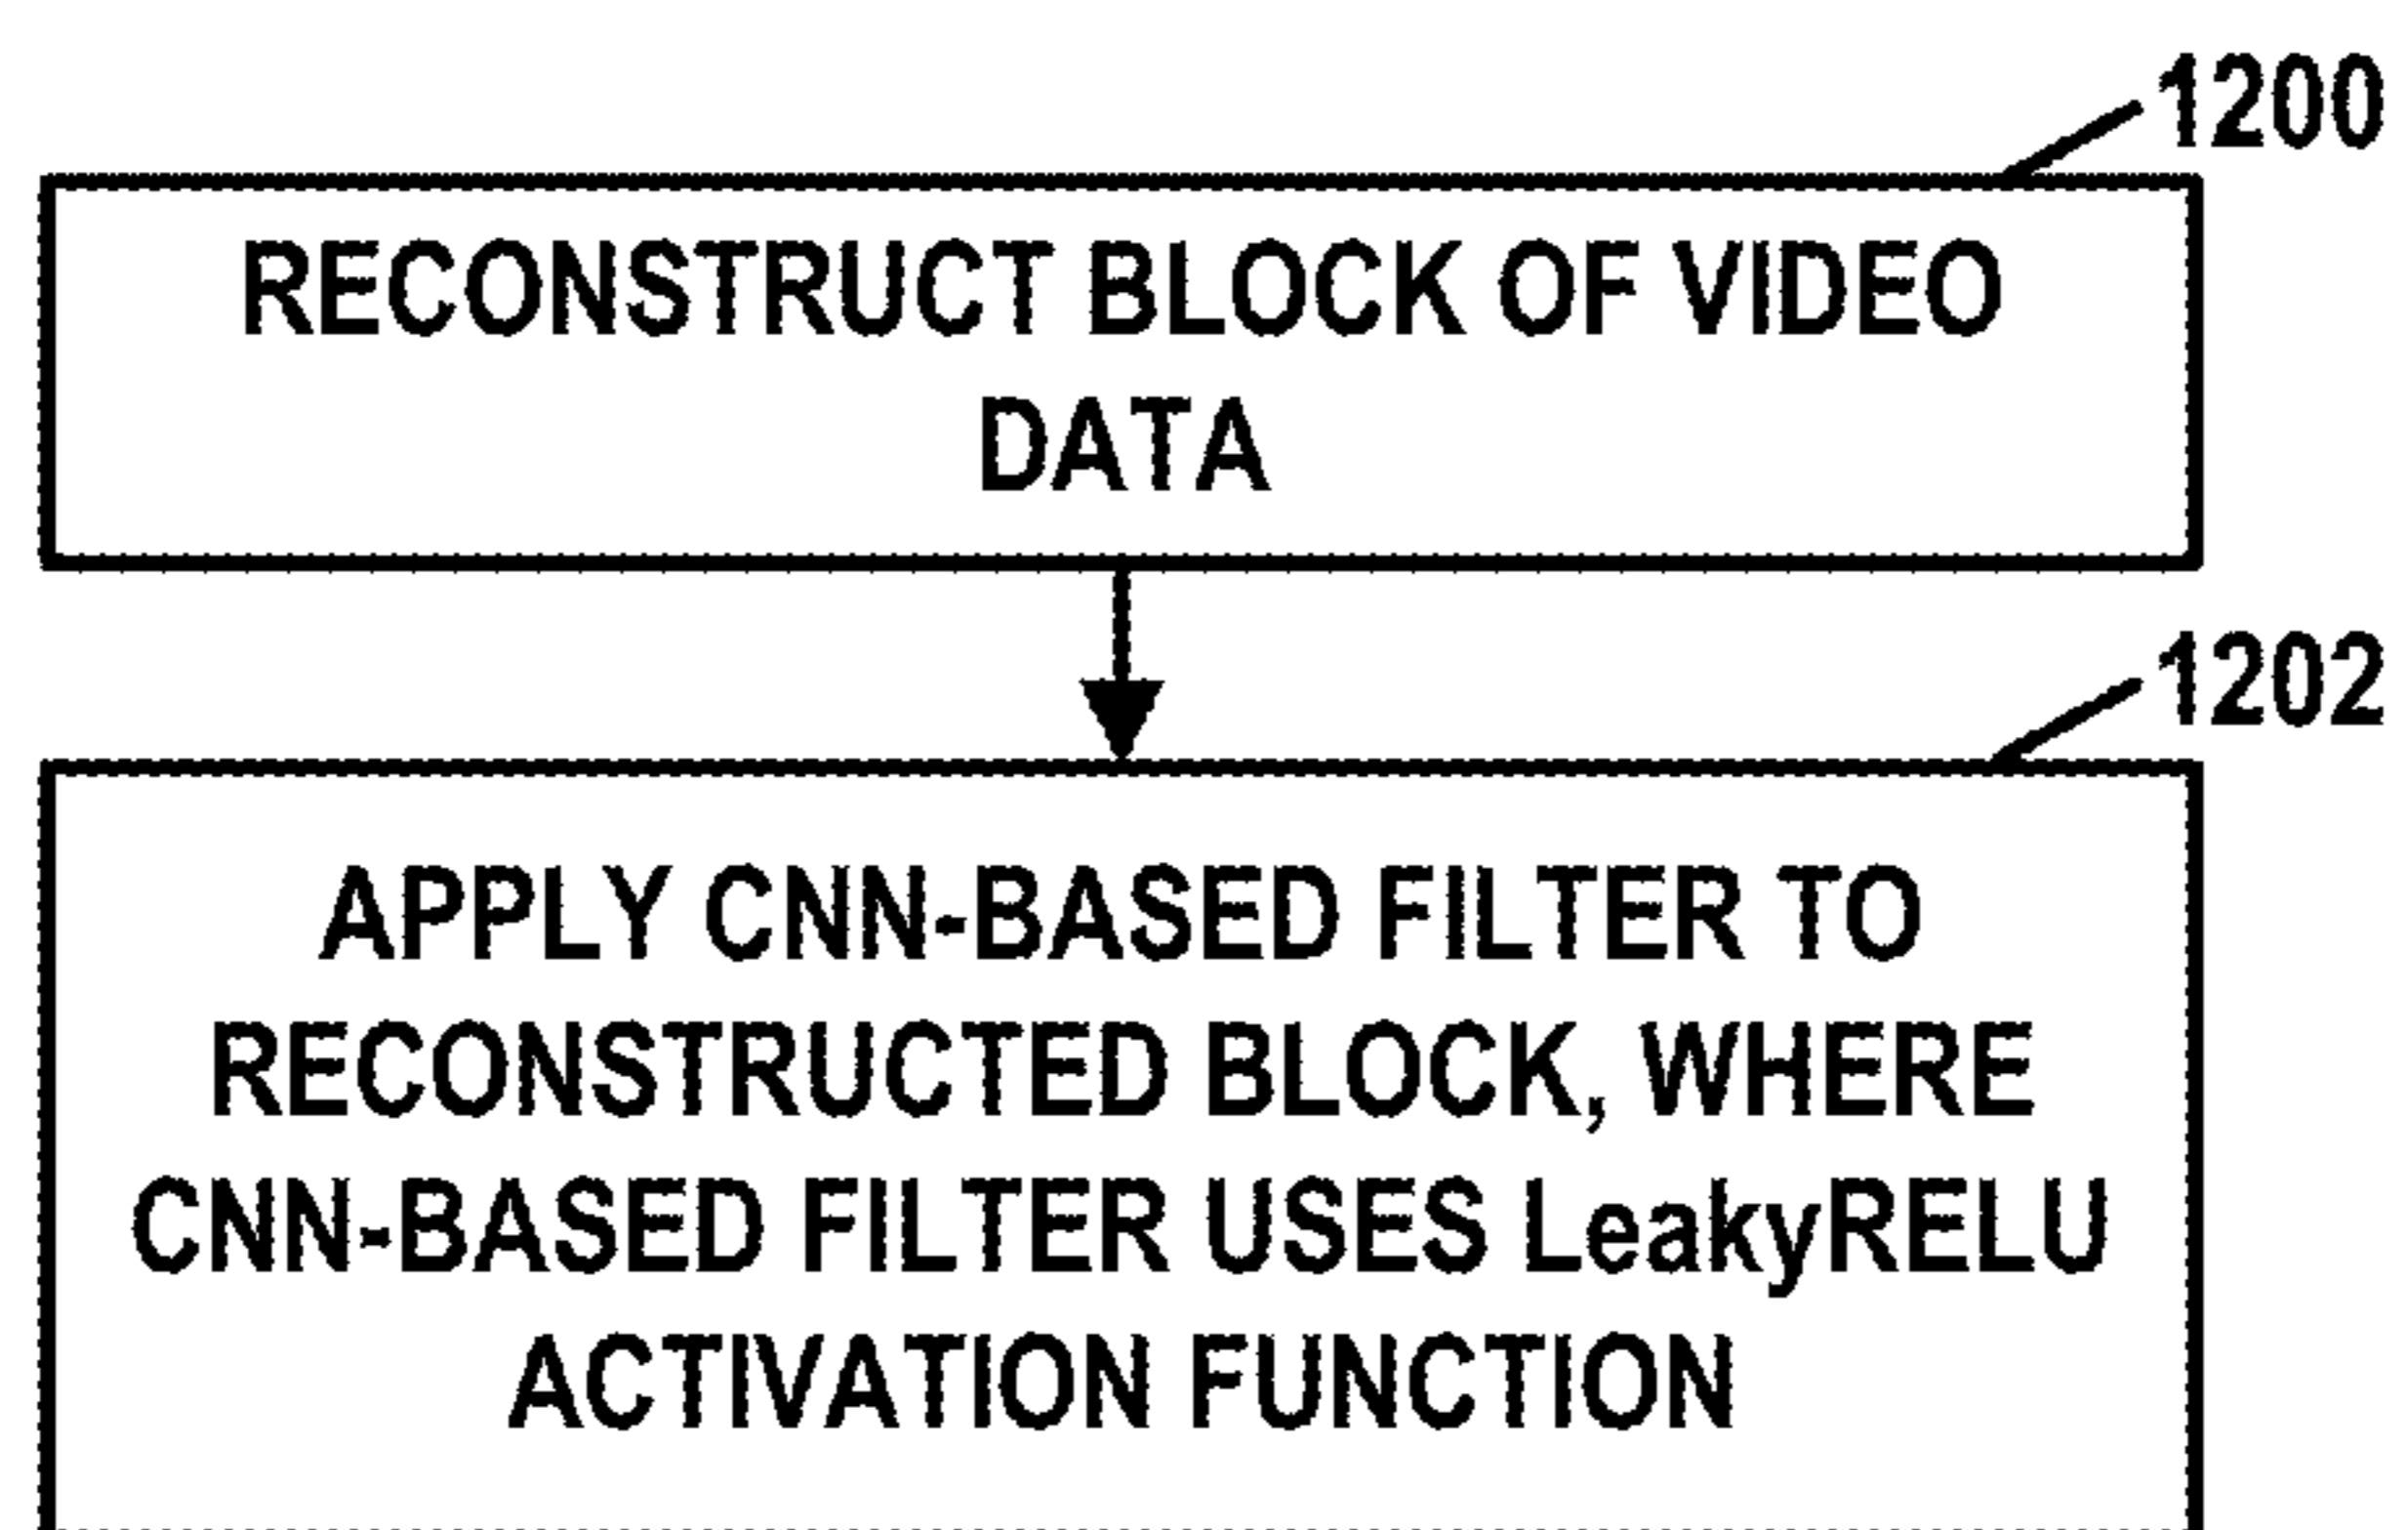 1200
RECONSTRUCT BLOCK OF VIDEO
DATA
1202
APPLY CNN-BASED FILTER TO
RECONSTRUCTED BLOCK, WHERE
CNN-BASED FILTER USES LeakyRELU
ACTIVATION FUNCTION